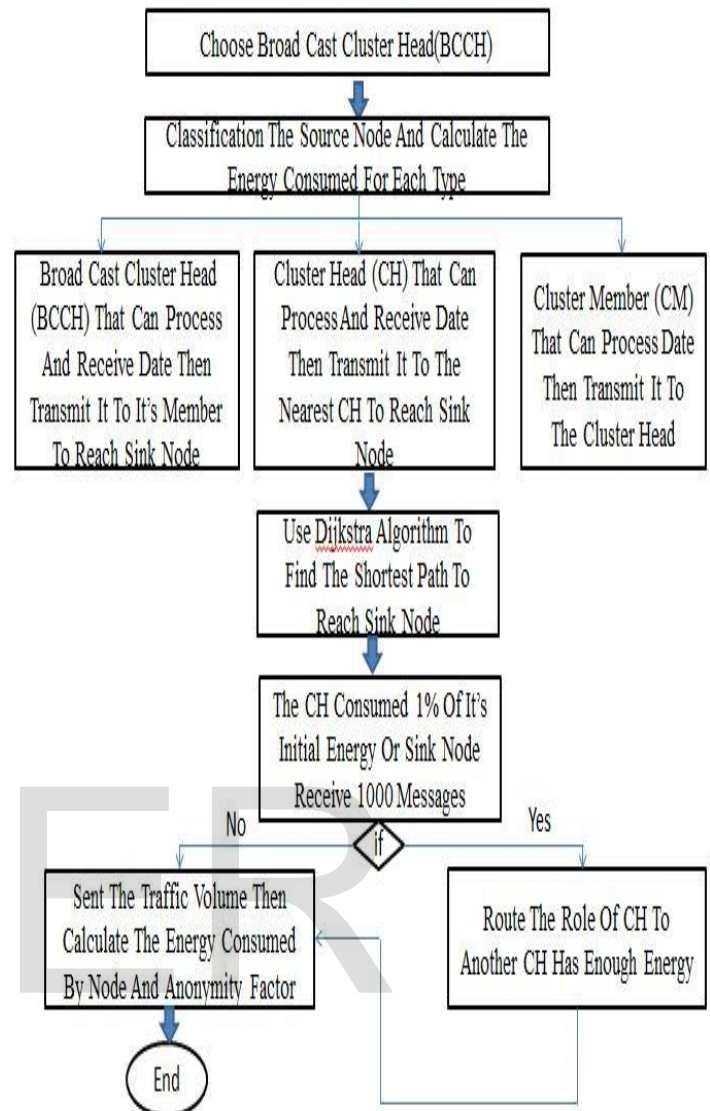 Choose Broad Cast Cluster Head(BCCH)
Classification The Source Node And Calculate The
Energy Consumed For Each Type
Broad Cast Cluster Head
(BCCH) That Can Process
And Receive Date Then
Transmit It To It's Member
To Reach Sink Node
Cluster Head (CH) That Can
Process And Receive Date
Then Transmit It To The
Nearest CH To Reach Sink
Node
Cluster Member (CM)
That Can Process Date
Then Transmit It To
The Cluster Head
Use Dijkstra Algorithm To
Find The Shortest Path To
Reach Sink Node
The CH Consumed 1% Of It's
Initial Energy Or Sink Node
Receive 1000 Messages
No
if
Yes
Sent The Traffic Volume Then
Calculate The Energy Consumed
By Node And Anonymity Factor
Route The Role Of CH To
Another CH Has Enough Energy
End
ER